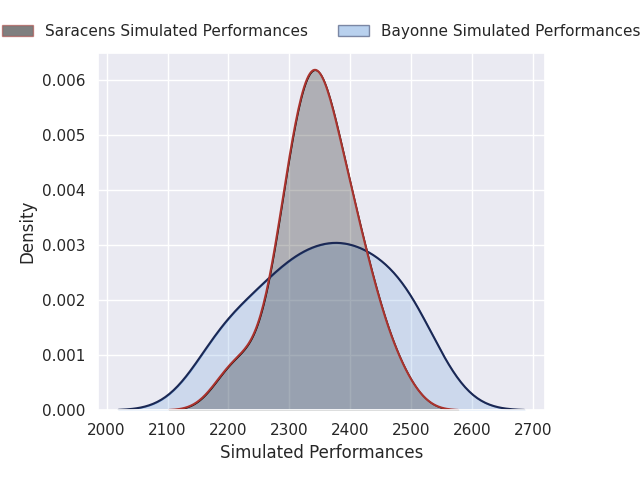 Saracens Simulated Performances
Bayonne Simulated Performances
0.006
0.005
0.004
0.003
0.002
0.001
0.000
Density
2000 2100 2200 2300 2400 2500 2600 2700
Simulated Performances